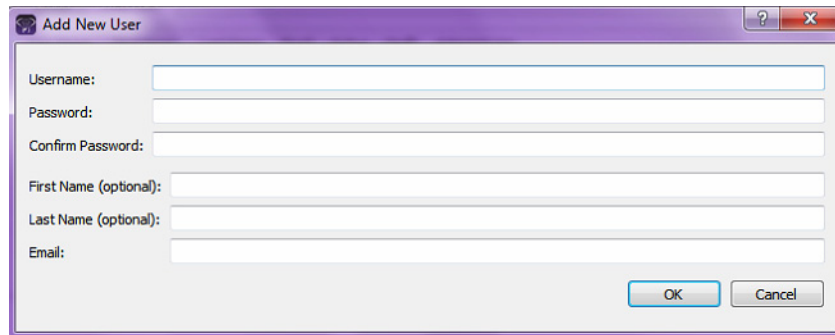 Add New User
?
X
Username:
Password:
Confirm Password:
First Name (optional):
Last Name (optional):
Email:
OK Cancel